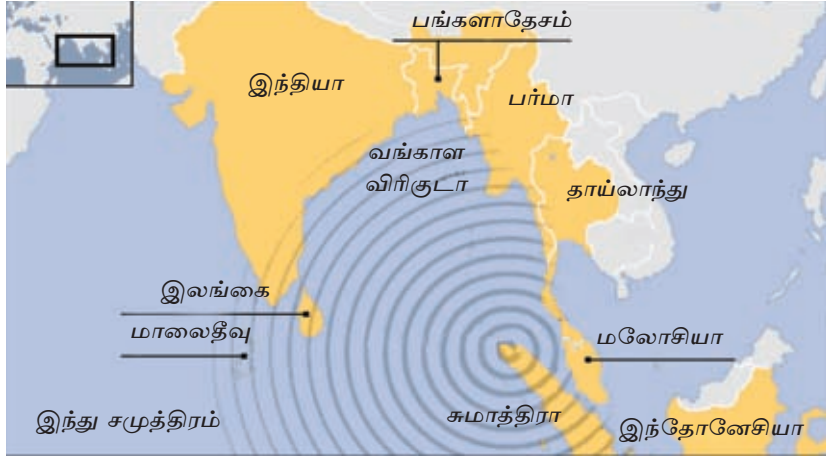 பங்களாதேசம்
இந்தியா
பர்மா
வங்காள
விரிகுடா
தாய்லாந்து
இலங்கை
மாலைதீவு
மலேசியா
இந்து சமுத்திரம்
சுமாத்திரா
இந்தோனேசியா